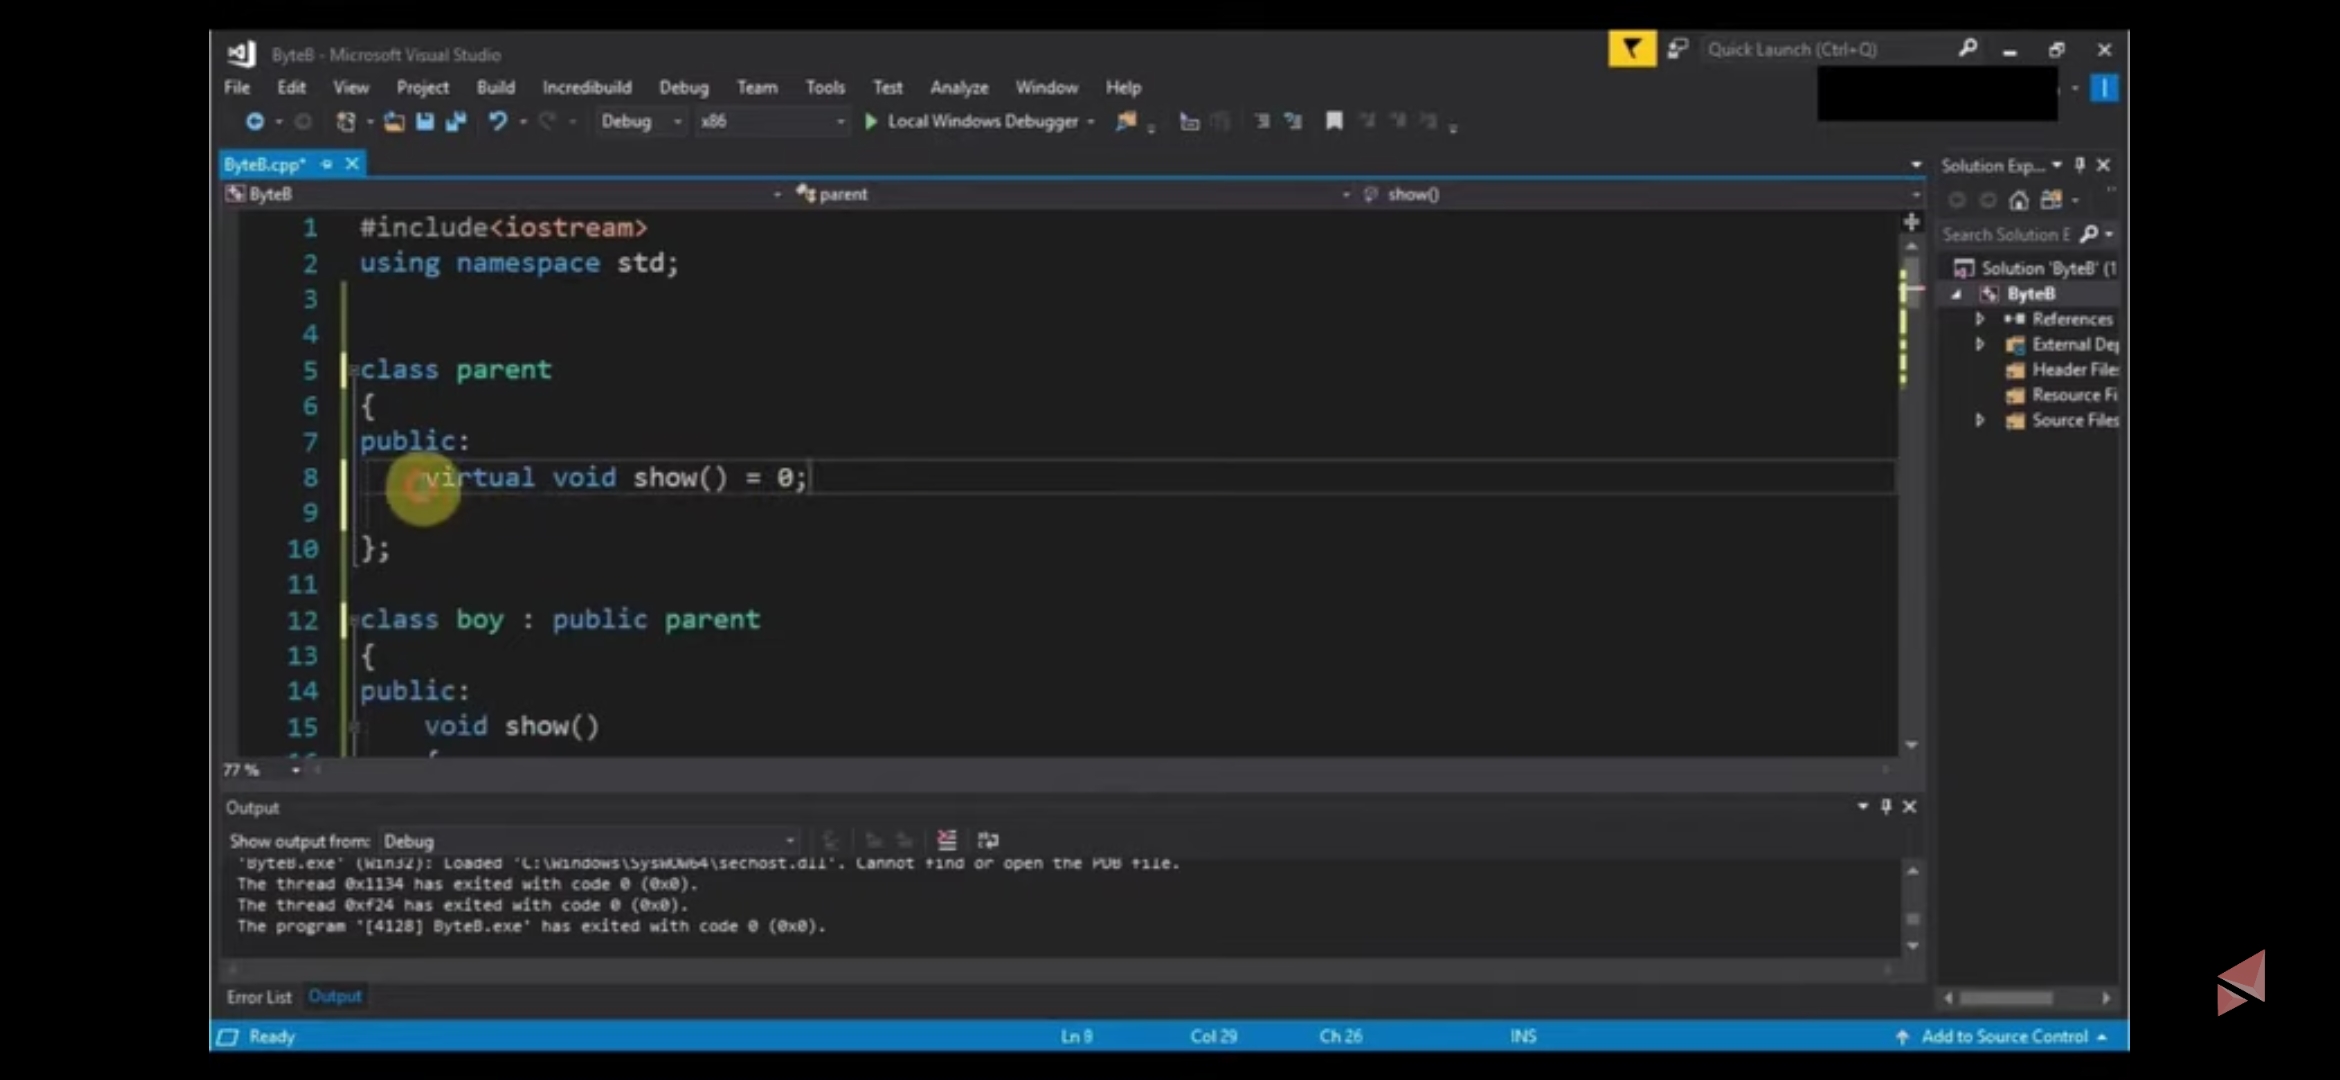 ByteB - Microsoft Visual Studio
Quick Launch (Ctrl+Q)
File Edit View Project Build Incredibuild Debug Team Tools Test Analyze Window Help
Debug x86 Local Windows Debugger
ByteB.cpp*
Solution Exp...
ByteB parent show()
Search Solution E
1 #include<iostream>
2 using namespace std;
3
4
5 class parent
6 {
7 public:
8 virtual void show() = 0;
9
10 };
11
12 class boy : public parent
13 {
14 public:
15 void show()
Solution 'ByteB' (1
ByteB
References
External Dep
Header File
Resource Fi
Source Files
77 %
Output
Show output from: Debug
'ByteB.exe' (Win32): Loaded 'C:\Windows\SysWOW64\sechost.dll'. Cannot find or open the PDB file.
The thread 0x1134 has exited with code 0 (0x0).
The thread 0xf24 has exited with code 0 (0x0).
The program '[4128] ByteB.exe' has exited with code 0 (0x0).
Error List Output
Ready Col 29 Ch 26 INS Add to Source Control